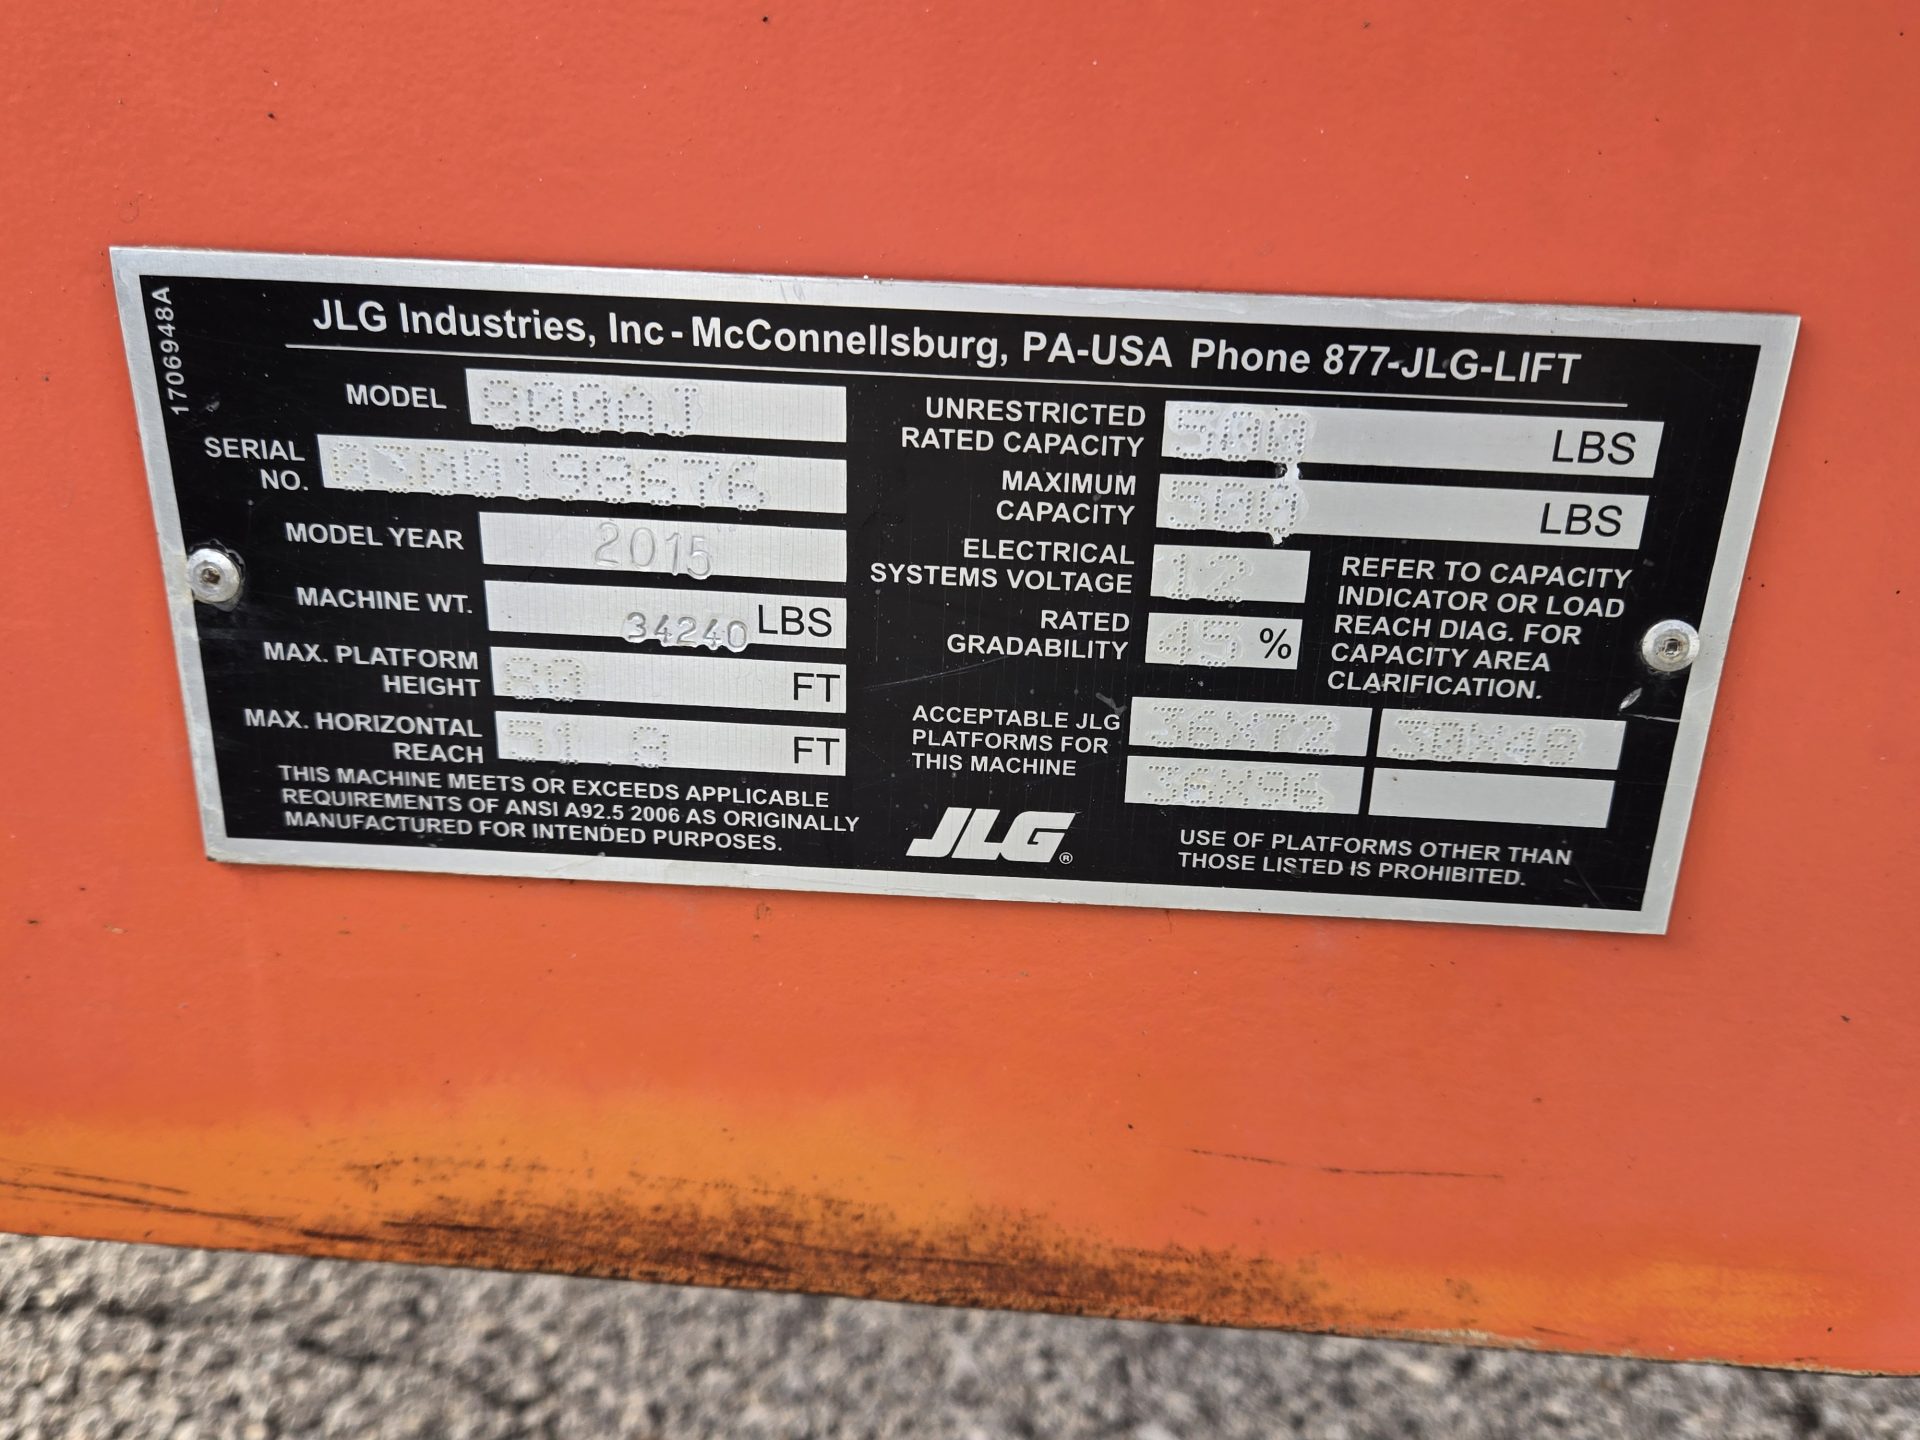 1706948A
JLG Industries, Inc - McConnellsburg, PA-USA Phone 877-JLG-LIFT
MODEL 800AJ
SERIAL NO. 0300198676
MODEL YEAR 2015
MACHINE WT. 34240 LBS
MAX. PLATFORM HEIGHT 80 FT
MAX. HORIZONTAL REACH 51.3 FT
THIS MACHINE MEETS OR EXCEEDS APPLICABLE
REQUIREMENTS OF ANSI A92.5 2006 AS ORIGINALLY
MANUFACTURED FOR INTENDED PURPOSES.
UNRESTRICTED RATED CAPACITY 500 LBS
MAXIMUM CAPACITY 500 LBS
ELECTRICAL SYSTEMS VOLTAGE 12
RATED GRADABILITY 45 %
REFER TO CAPACITY
INDICATOR OR LOAD
REACH DIAG. FOR
CAPACITY AREA
CLARIFICATION.
ACCEPTABLE JLG
PLATFORMS FOR
THIS MACHINE
36X72 30X48
36X96
JLG®
USE OF PLATFORMS OTHER THAN
THOSE LISTED IS PROHIBITED.